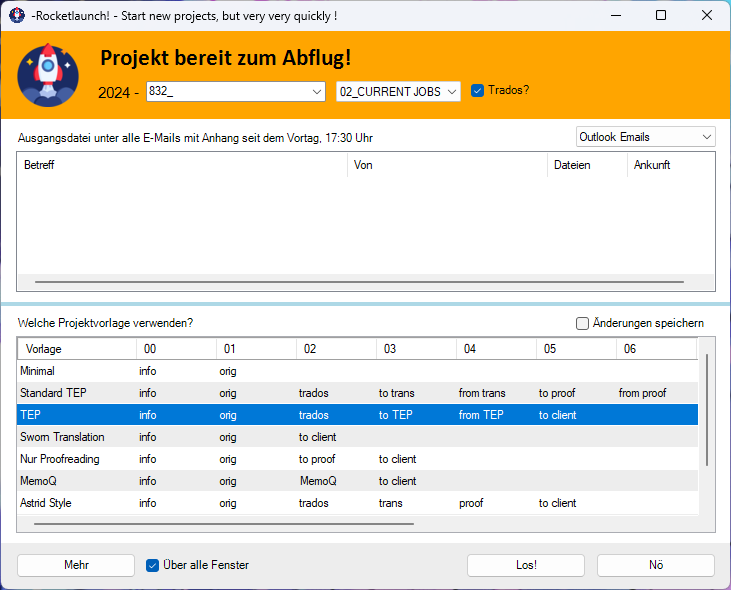 -Rocketlaunch! - Start new projects, but very very quickly !
Projekt bereit zum Abflug!
2024 - 832_ 02_CURRENT JOBS Trados?
Ausgangsdatei unter alle E-Mails mit Anhang seit dem Vortag, 17:30 Uhr Outlook Emails
Betreff Von Dateien Ankunft
Welche Projektvorlage verwenden? Änderungen speichern
Vorlage 00 01 02 03 04 05 06
Minimal info orig
Standard TEP info orig trados to trans from trans to proof from proof
TEP info orig trados to TEP from TEP to client
Sworn Translation info orig to client
Nur Proofreading info orig to proof to client
MemoQ info orig MemoQ to client
Astrid Style info orig trados trans proof to client
Mehr Über alle Fenster Los! Nö